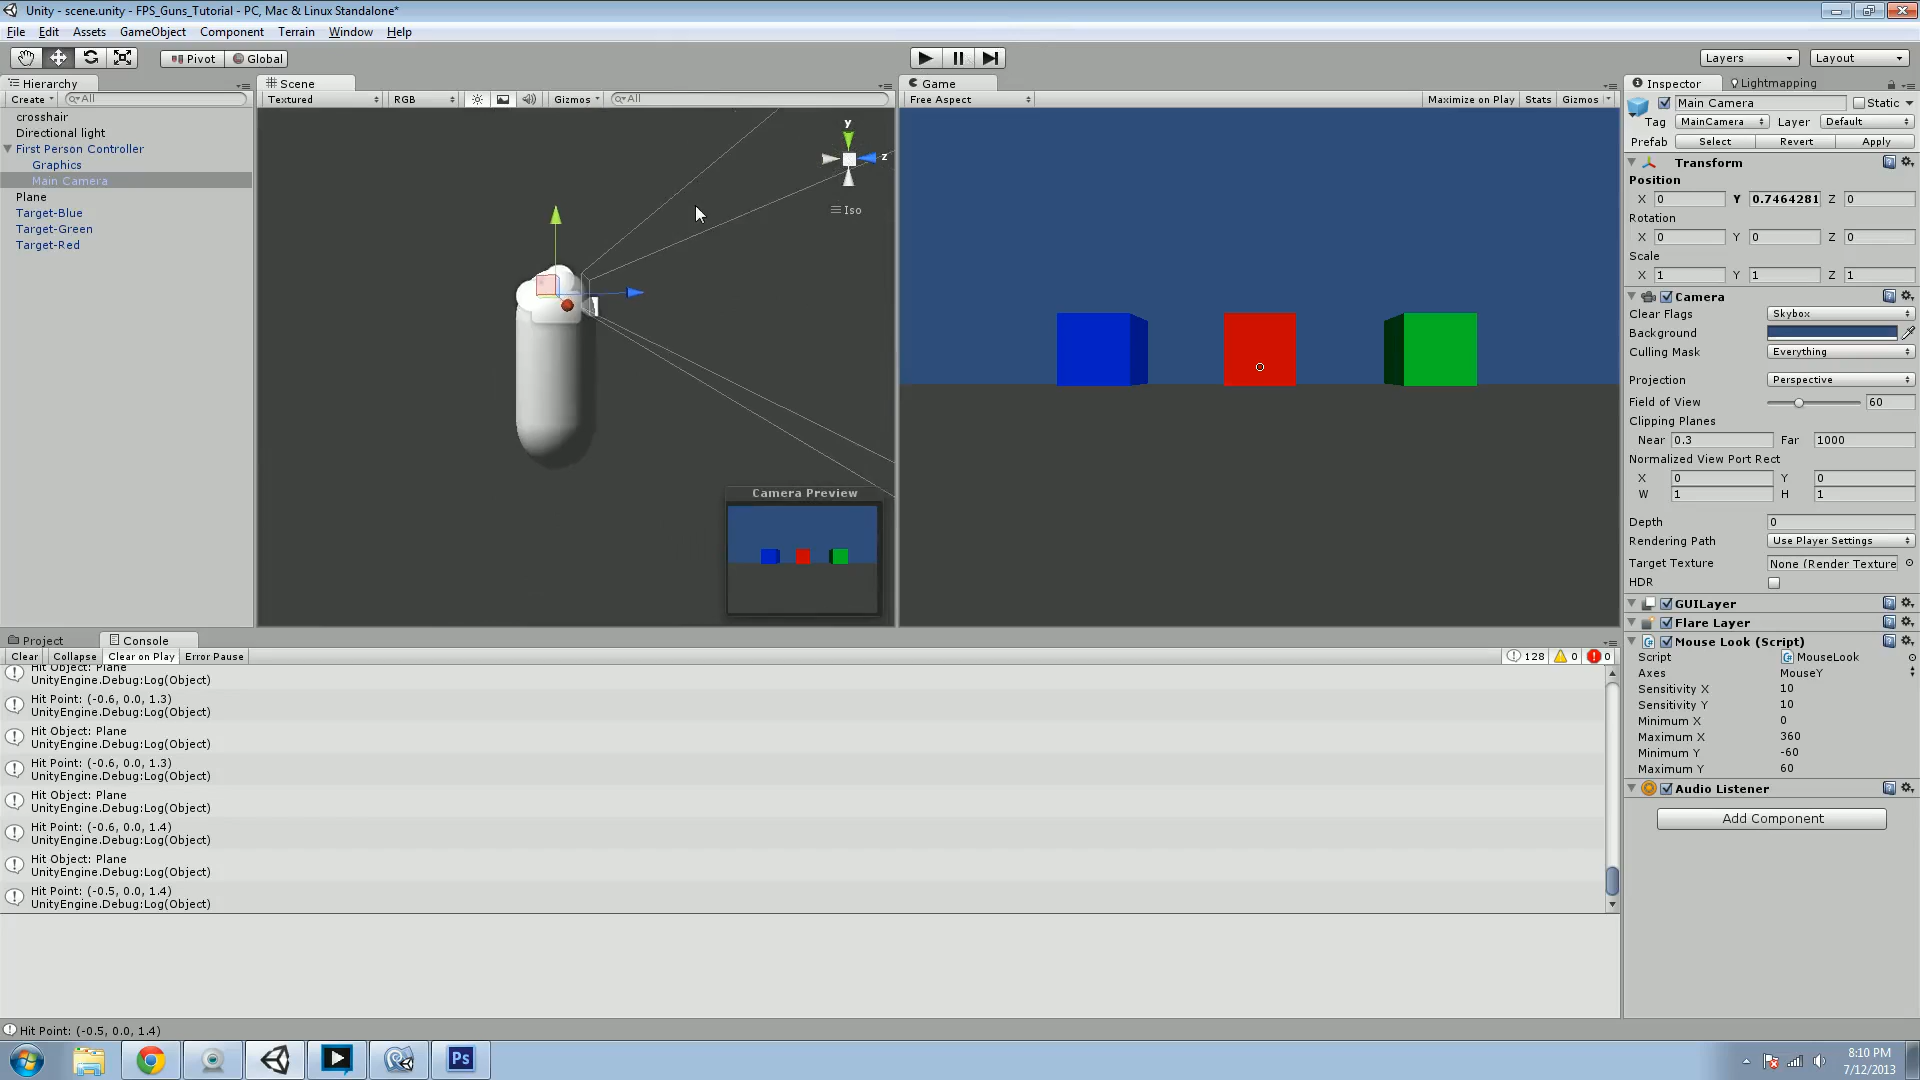 Unity - scene.unity - FPS_Guns_Tutorial - PC, Mac & Linux Standalone*
File Edit Assets GameObject Component Terrain Window Help
Pivot Global Layers Layout
Hierarchy
Create All
crosshair
Directional light
First Person Controller
Graphics
Main Camera
Plane
Target-Blue
Target-Green
Target-Red
Scene
Textured RGB Gizmos All
y
z
Iso
Camera Preview
Game
Free Aspect Maximize on Play Stats Gizmos
Inspector Lightmapping
Main Camera Static
Tag MainCamera Layer Default
Prefab Select Revert Apply
Transform
Position
X 0 Y 0.7464281 Z 0
Rotation
X 0 Y 0 Z 0
Scale
X 1 Y 1 Z 1
Camera
Clear Flags Skybox
Background
Culling Mask Everything
Projection Perspective
Field of View 60
Clipping Planes
Near 0.3 Far 1000
Normalized View Port Rect
X 0 Y 0
W 1 H 1
Depth 0
Rendering Path Use Player Settings
Target Texture None (Render Texture
HDR
GUILayer
Flare Layer
Mouse Look (Script)
Script MouseLook
Axes MouseY
Sensitivity X 10
Sensitivity Y 10
Minimum X 0
Maximum X 360
Minimum Y -60
Maximum Y 60
Audio Listener
Add Component
Project Console
Clear Collapse Clear on Play Error Pause 128 0 0
Hit Object: Plane
UnityEngine.Debug:Log(Object)
Hit Point: (-0.6, 0.0, 1.3)
UnityEngine.Debug:Log(Object)
Hit Object: Plane
UnityEngine.Debug:Log(Object)
Hit Point: (-0.6, 0.0, 1.3)
UnityEngine.Debug:Log(Object)
Hit Object: Plane
UnityEngine.Debug:Log(Object)
Hit Point: (-0.6, 0.0, 1.4)
UnityEngine.Debug:Log(Object)
Hit Object: Plane
UnityEngine.Debug:Log(Object)
Hit Point: (-0.5, 0.0, 1.4)
UnityEngine.Debug:Log(Object)
Hit Point: (-0.5, 0.0, 1.4)
Ps
8:10 PM
7/12/2013